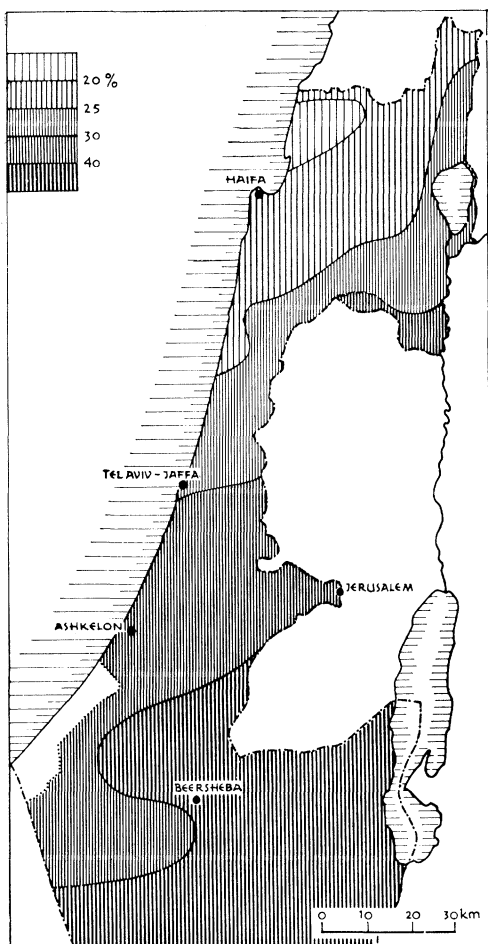 20 %
25
30
40
HAIFA
TEL AVIV - JAFFA
JERUSALEM
ASHKELON
BEERSHEBA
0 10 20 30 km